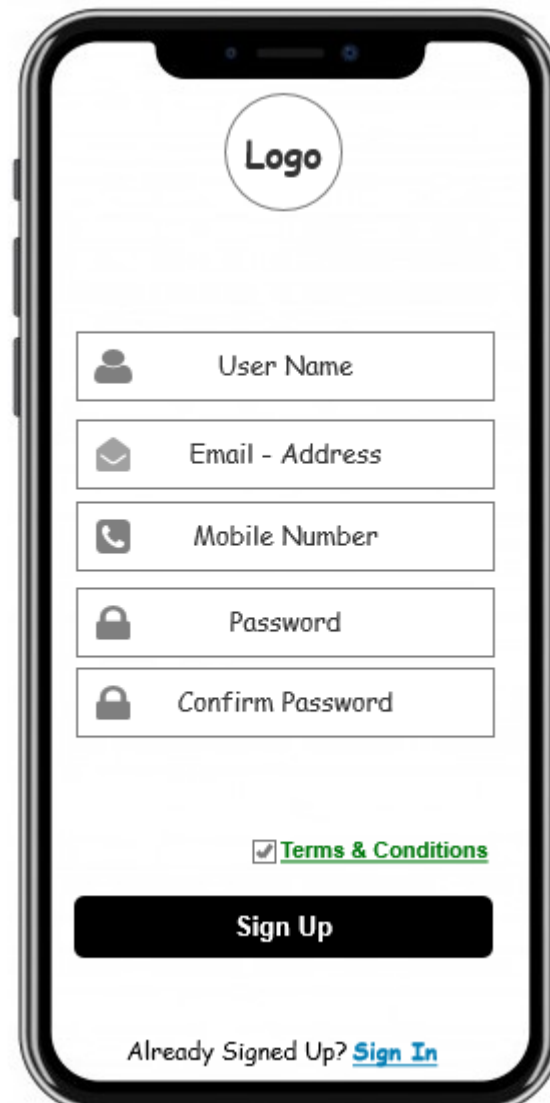 Logo
User Name
Email - Address
Mobile Number
Password
Confirm Password
Terms & Conditions
Sign Up
Already Signed Up? Sign In